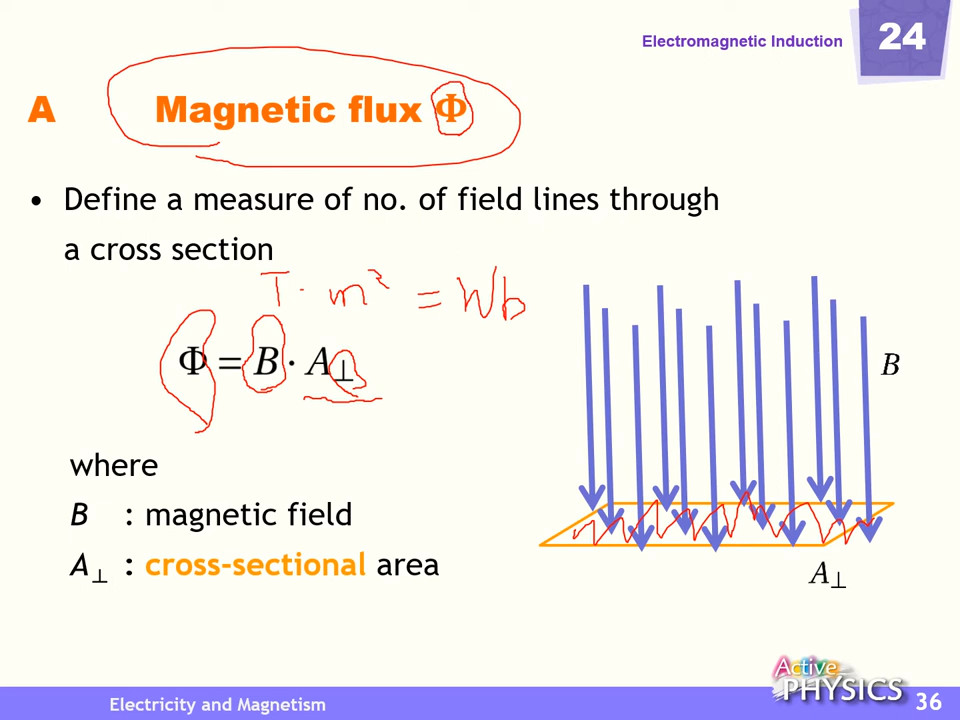 Electromagnetic Induction 24
A Magnetic flux Φ
• Define a measure of no. of field lines through
a cross section
T · m² = Wb
Φ = B · A⊥
B
where
B : magnetic field
A⊥ : cross-sectional area
A⊥
Active
PHYSICS
Electricity and Magnetism 36